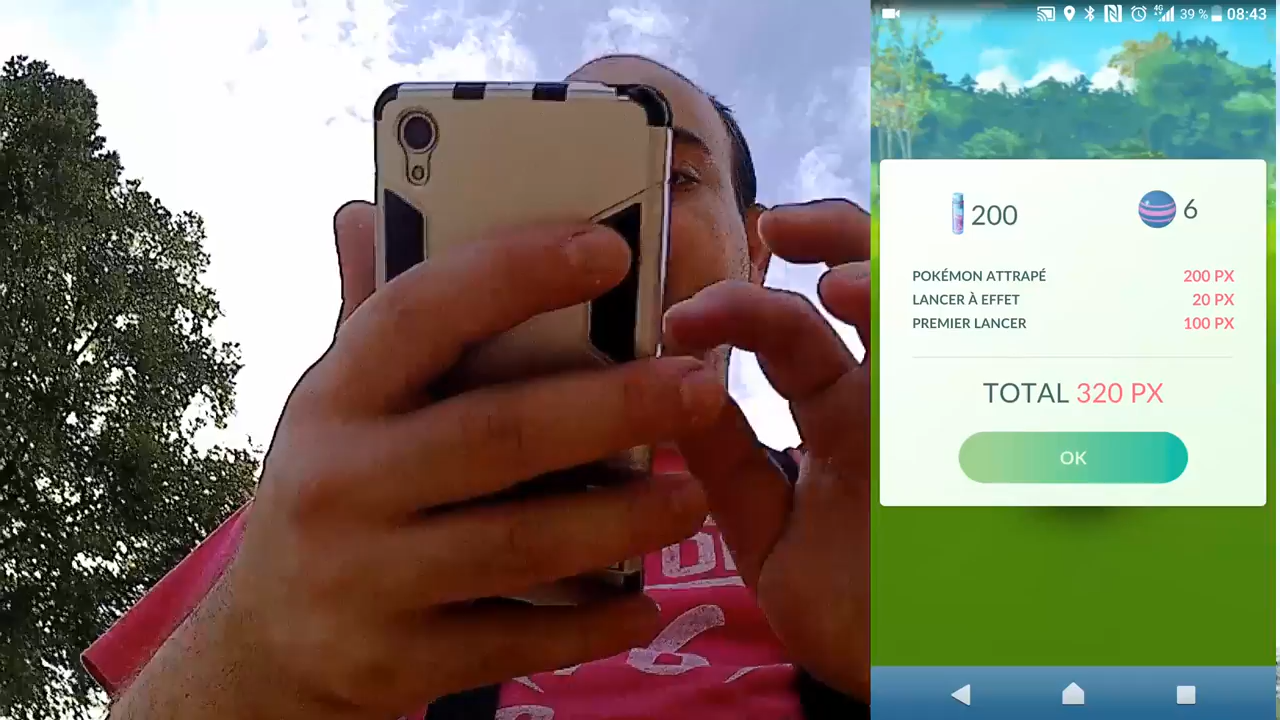 39 % 08:43
200 6
POKÉMON ATTRAPÉ 200 PX
LANCER À EFFET 20 PX
PREMIER LANCER 100 PX
TOTAL 320 PX
OK